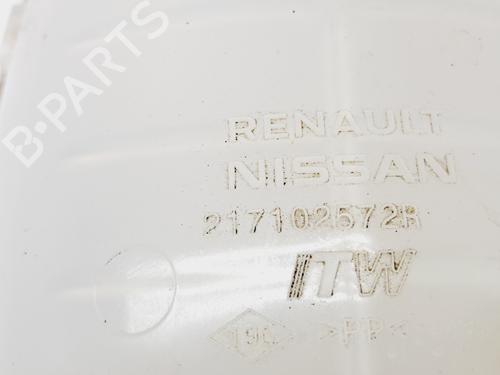 B-PARTS
RENAULT
NISSAN
217102572R
ITW
>PP<